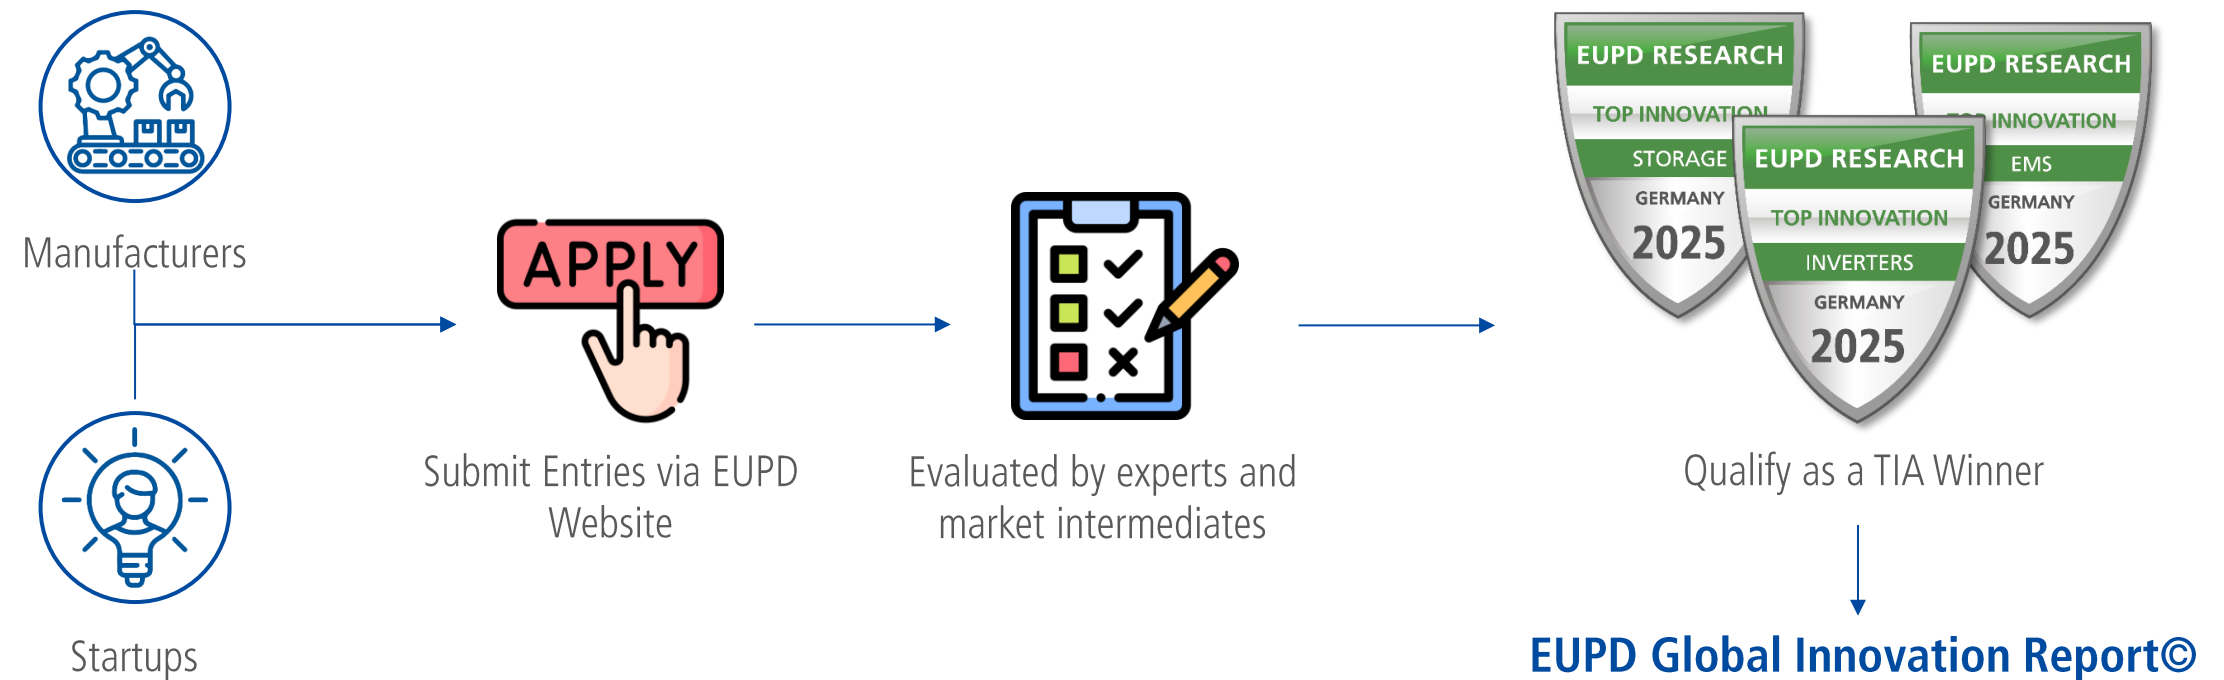 Manufacturers
Startups
APPLY
Submit Entries via EUPD
Website
Evaluated by experts and
market intermediates
EUPD RESEARCH
TOP INNOVATION
STORAGE
GERMANY
2025
EUPD RESEARCH
TOP INNOVATION
INVERTERS
GERMANY
2025
EUPD RESEARCH
TOP INNOVATION
EMS
GERMANY
2025
Qualify as a TIA Winner
EUPD Global Innovation Report©